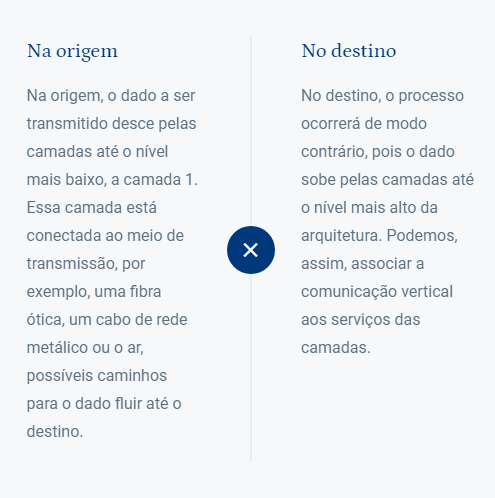 Na origem
Na origem, o dado a ser
transmitido desce pelas
camadas até o nível
mais baixo, a camada 1.
Essa camada está
conectada ao meio de
transmissão, por
exemplo, uma fibra
ótica, um cabo de rede
metálico ou o ar,
possíveis caminhos
para o dado fluir até o
destino.
No destino
No destino, o processo
ocorrerá de modo
contrário, pois o dado
sobe pelas camadas até
o nível mais alto da
arquitetura. Podemos,
assim, associar a
comunicação vertical
aos serviços das
camadas.